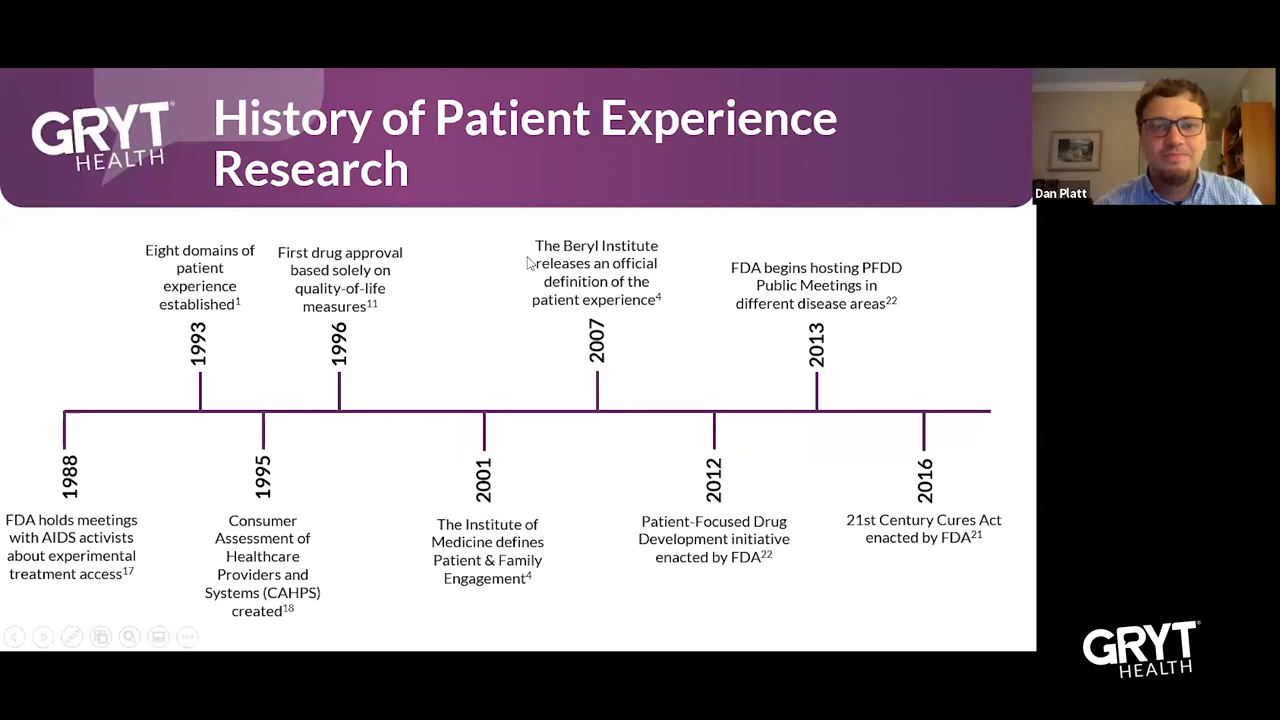 GRYT®
HEALTH
History of Patient Experience
Research
Dan Platt
Eight domains of
patient
experience
established1
First drug approval
based solely on
quality-of-life
measures11
The Beryl Institute
releases an official
definition of the
patient experience4
FDA begins hosting PFDD
Public Meetings in
different disease areas22
1993
1996
2007
2013
1988
1995
2001
2012
2016
FDA holds meetings
with AIDS activists
about experimental
treatment access17
Consumer
Assessment of
Healthcare
Providers and
Systems (CAHPS)
created18
The Institute of
Medicine defines
Patient & Family
Engagement4
Patient-Focused Drug
Development initiative
enacted by FDA22
21st Century Cures Act
enacted by FDA21
GRYT®
HEALTH